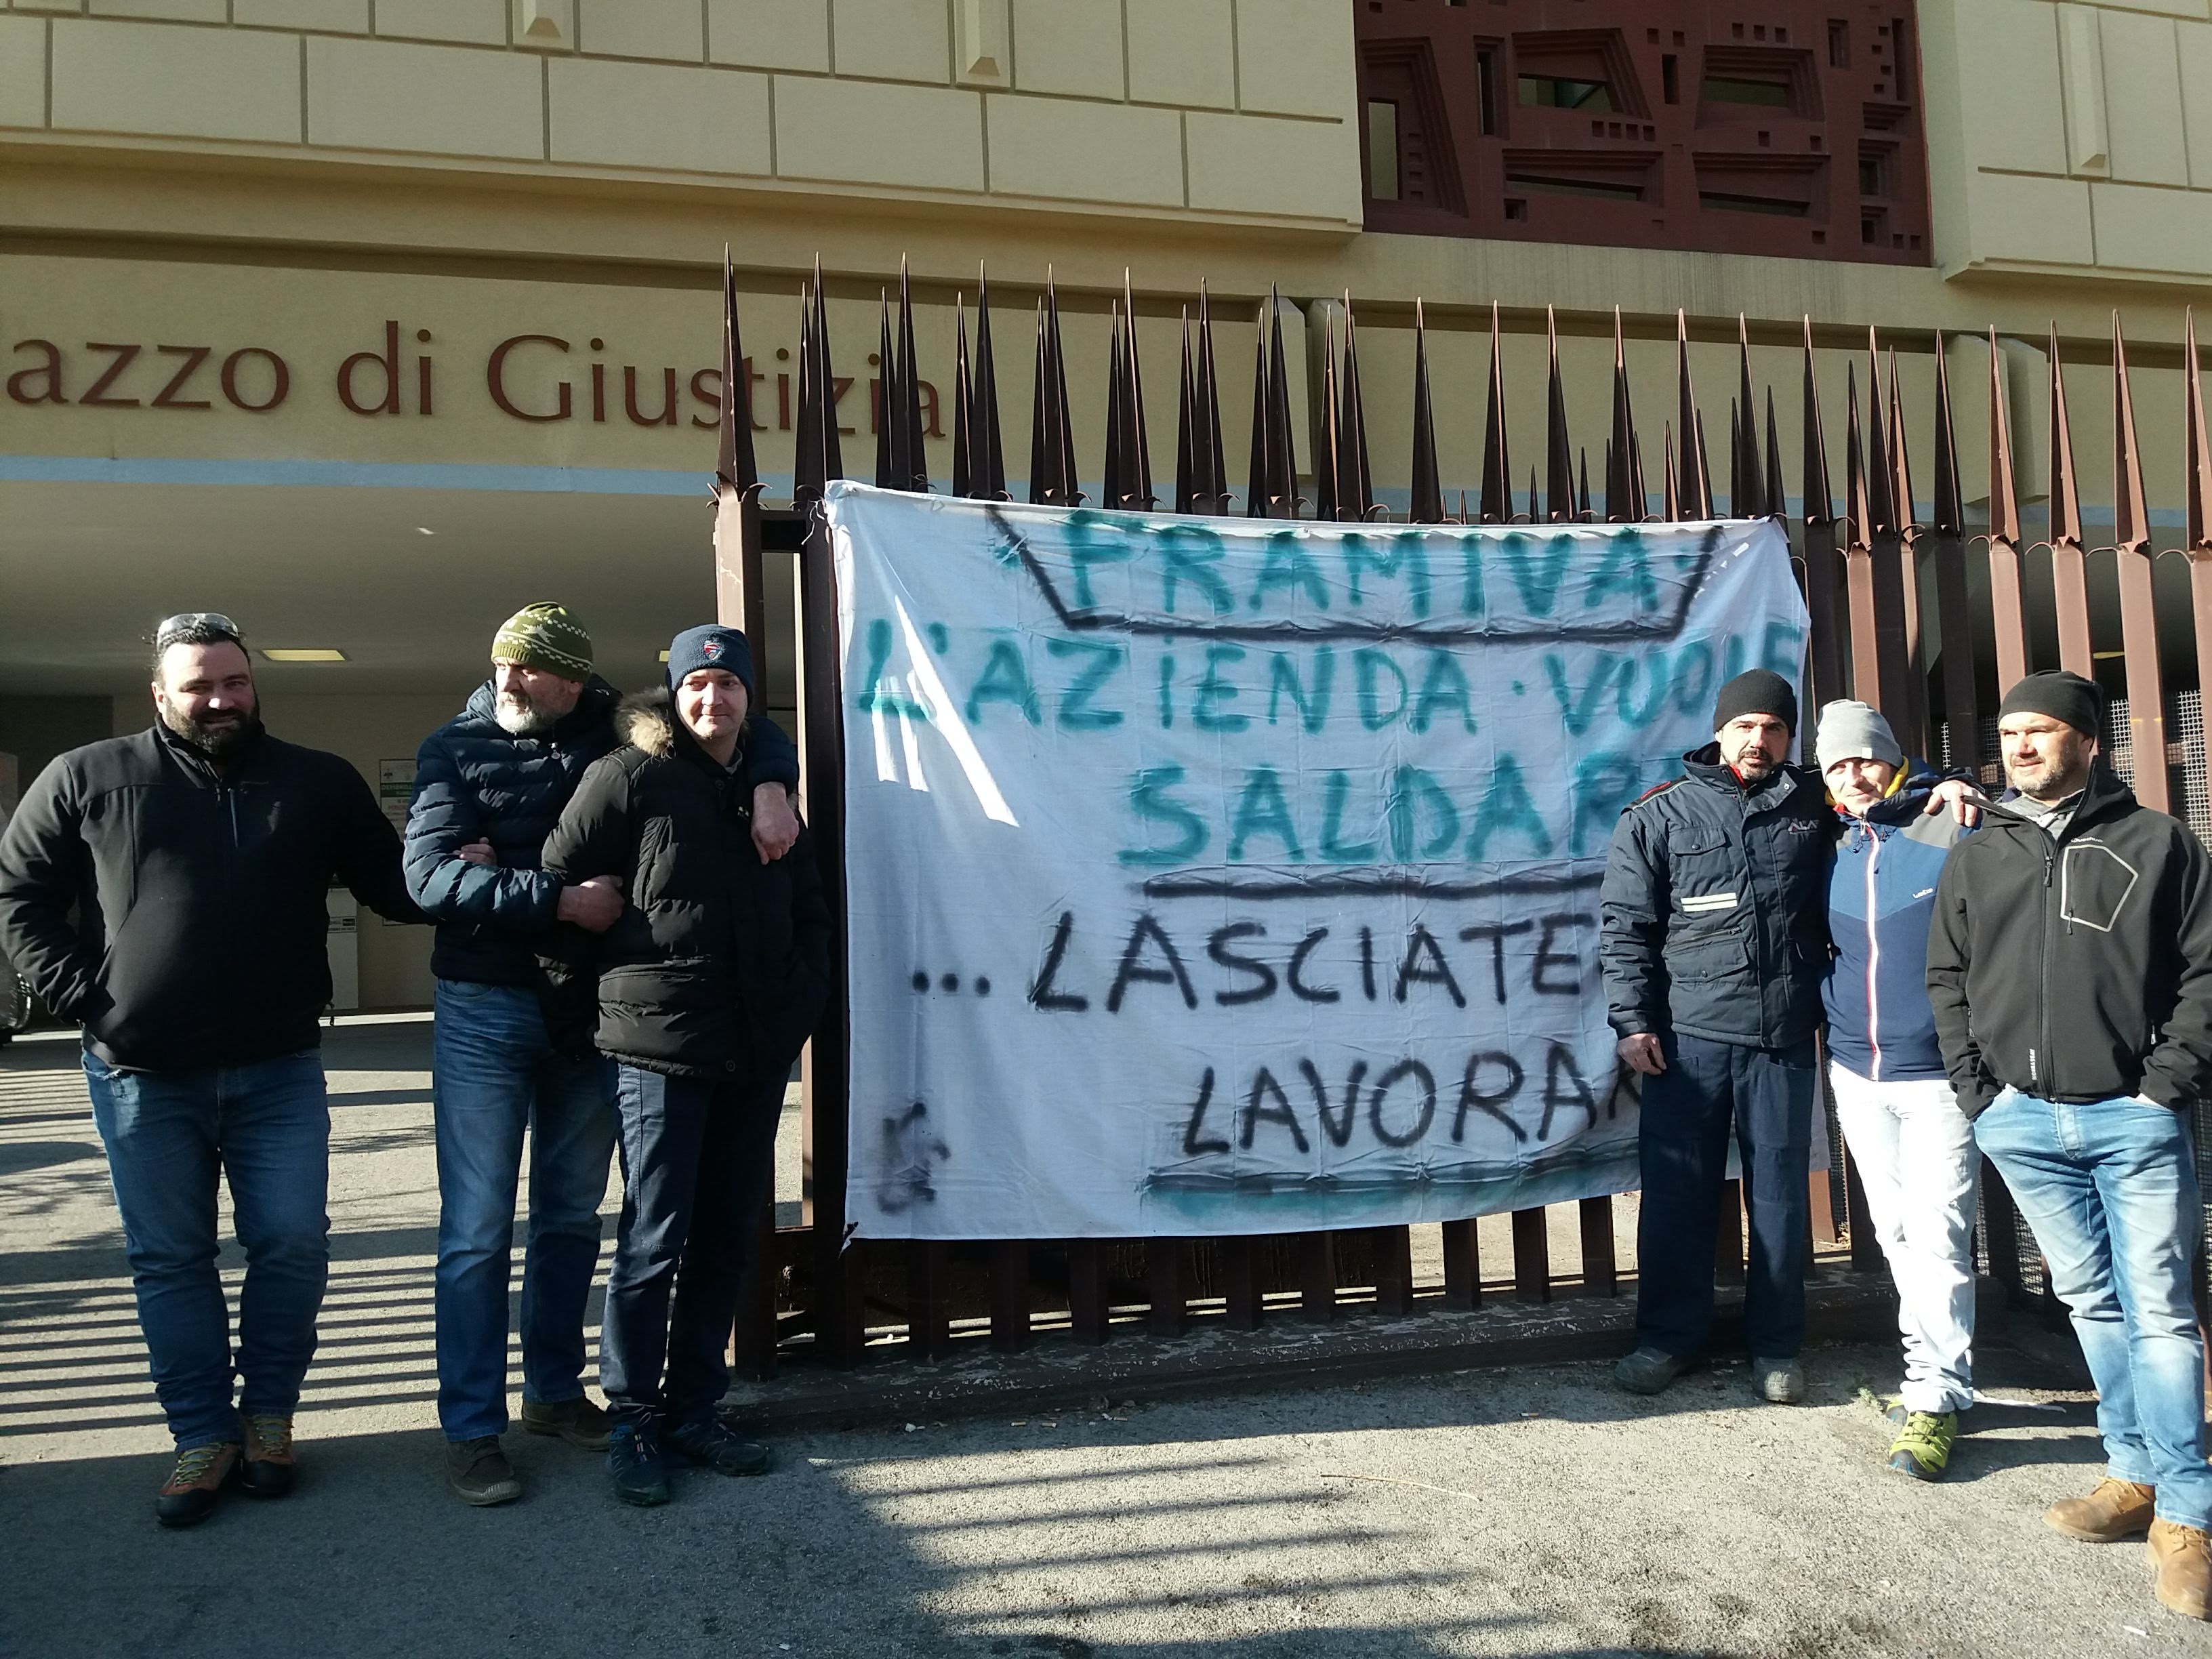 azzo di Giustizia
FRAMIVA
L'AZIENDA · VUOLE
SALDAR
... LASCIATE
LAVORAR